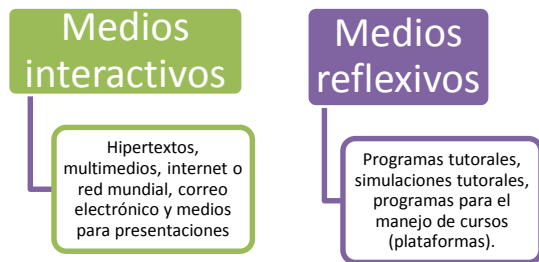 Medios
interactivos
Hipertextos,
multimedios, internet o
red mundial, correo
electrónico y medios
para presentaciones
Medios
reflexivos
Programas tutorales,
simulaciones tutorales,
programas para el
manejo de cursos
(plataformas).